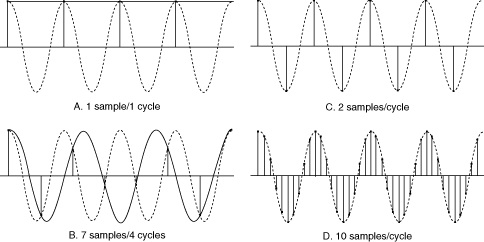 A. 1 sample/1 cycle
C. 2 samples/cycle
B. 7 samples/4 cycles
D. 10 samples/cycle